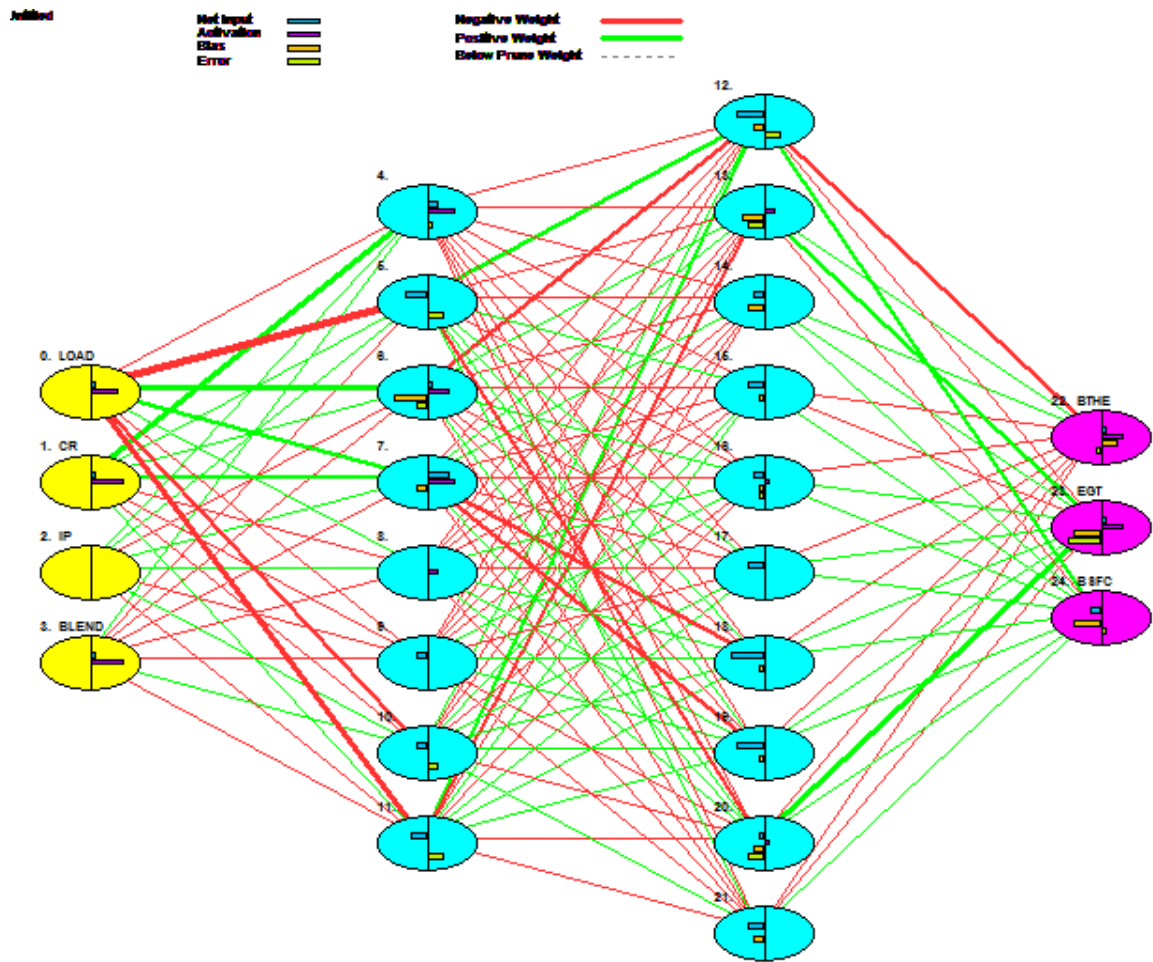 Untitled
Net Input
Activation
Bias
Error
Negative Weight
Positive Weight
Below Prune Weight
12.
4.
13.
5.
14.
0. LOAD
6.
15.
22. BTHE
1. CR
7.
16.
23. EGT
2. IP
8.
17.
24. BSFC
3. BLEND
9.
18.
10.
19.
11.
20.
21.